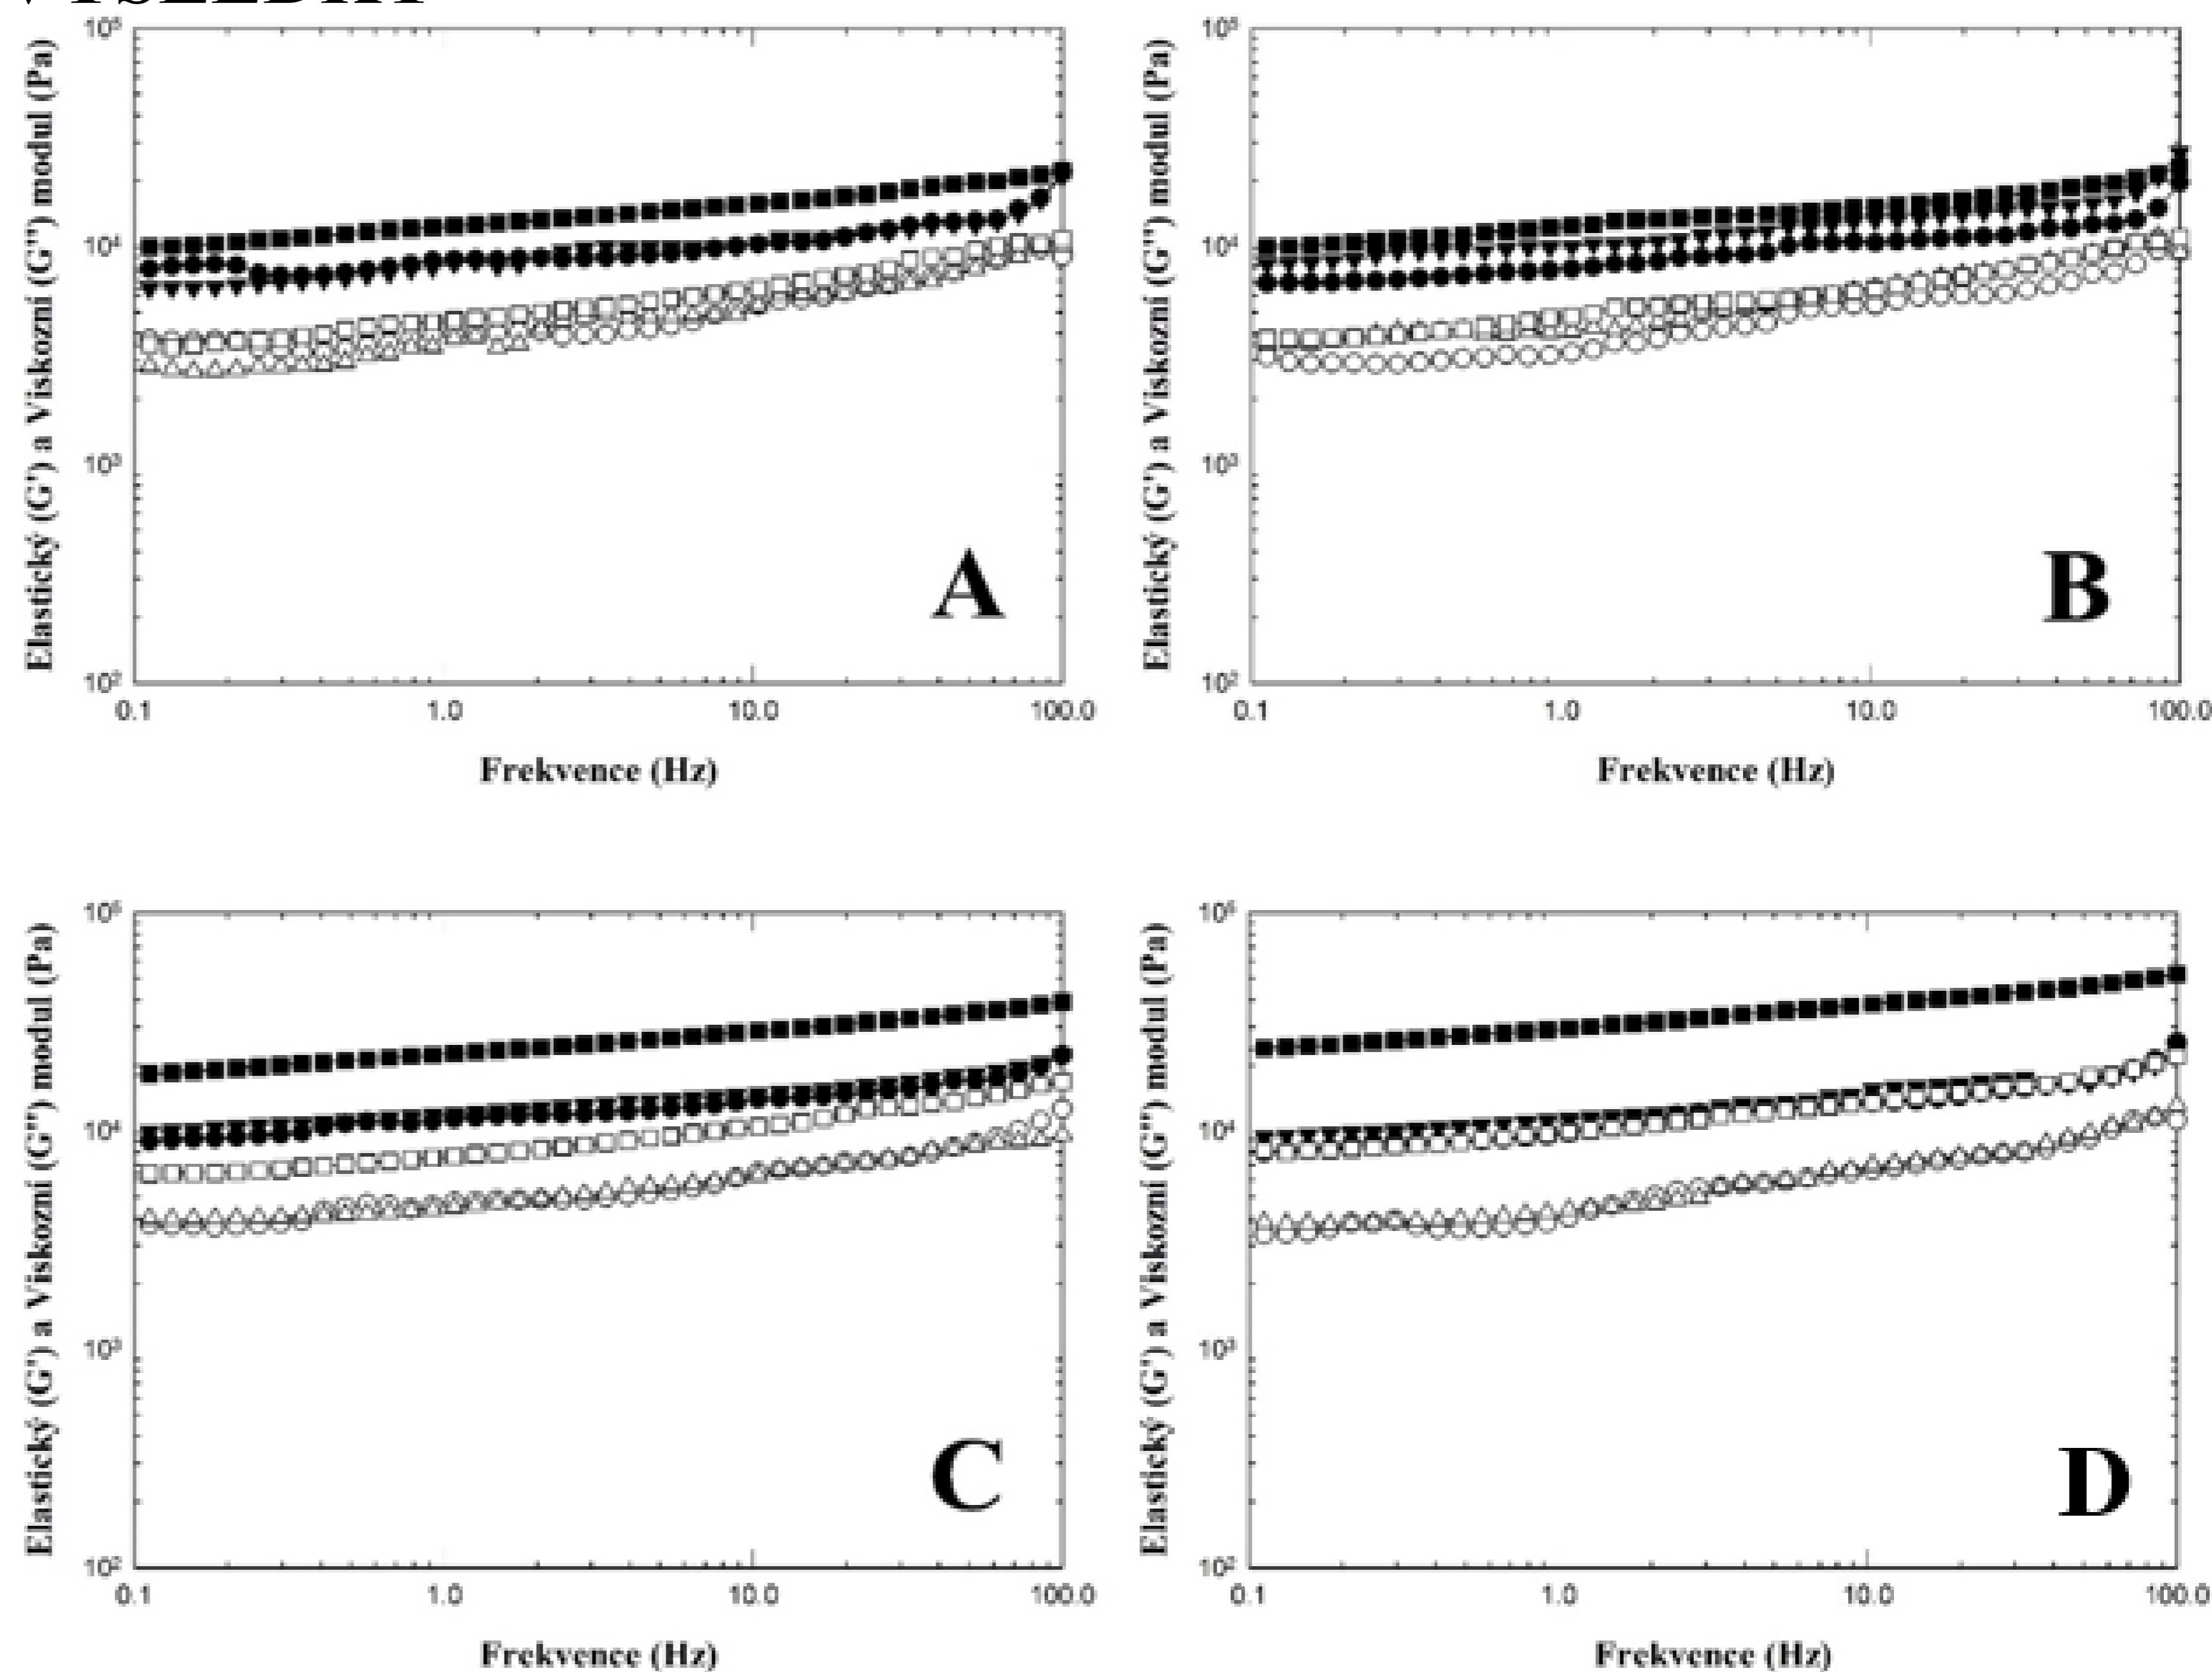 10⁵
10⁴
10³
10²
0.1 1.0 10.0 100.0
Elastický (G') a Viskozní (G'') modul (Pa)
Frekvence (Hz)
A
10⁵
10⁴
10³
10²
0.1 1.0 10.0 100.0
Elastický (G') a Viskozní (G'') modul (Pa)
Frekvence (Hz)
B
10⁵
10⁴
10³
10²
0.1 1.0 10.0 100.0
Elastický (G') a Viskozní (G'') modul (Pa)
Frekvence (Hz)
C
10⁵
10⁴
10³
10²
0.1 1.0 10.0 100.0
Elastický (G') a Viskozní (G'') modul (Pa)
Frekvence (Hz)
D